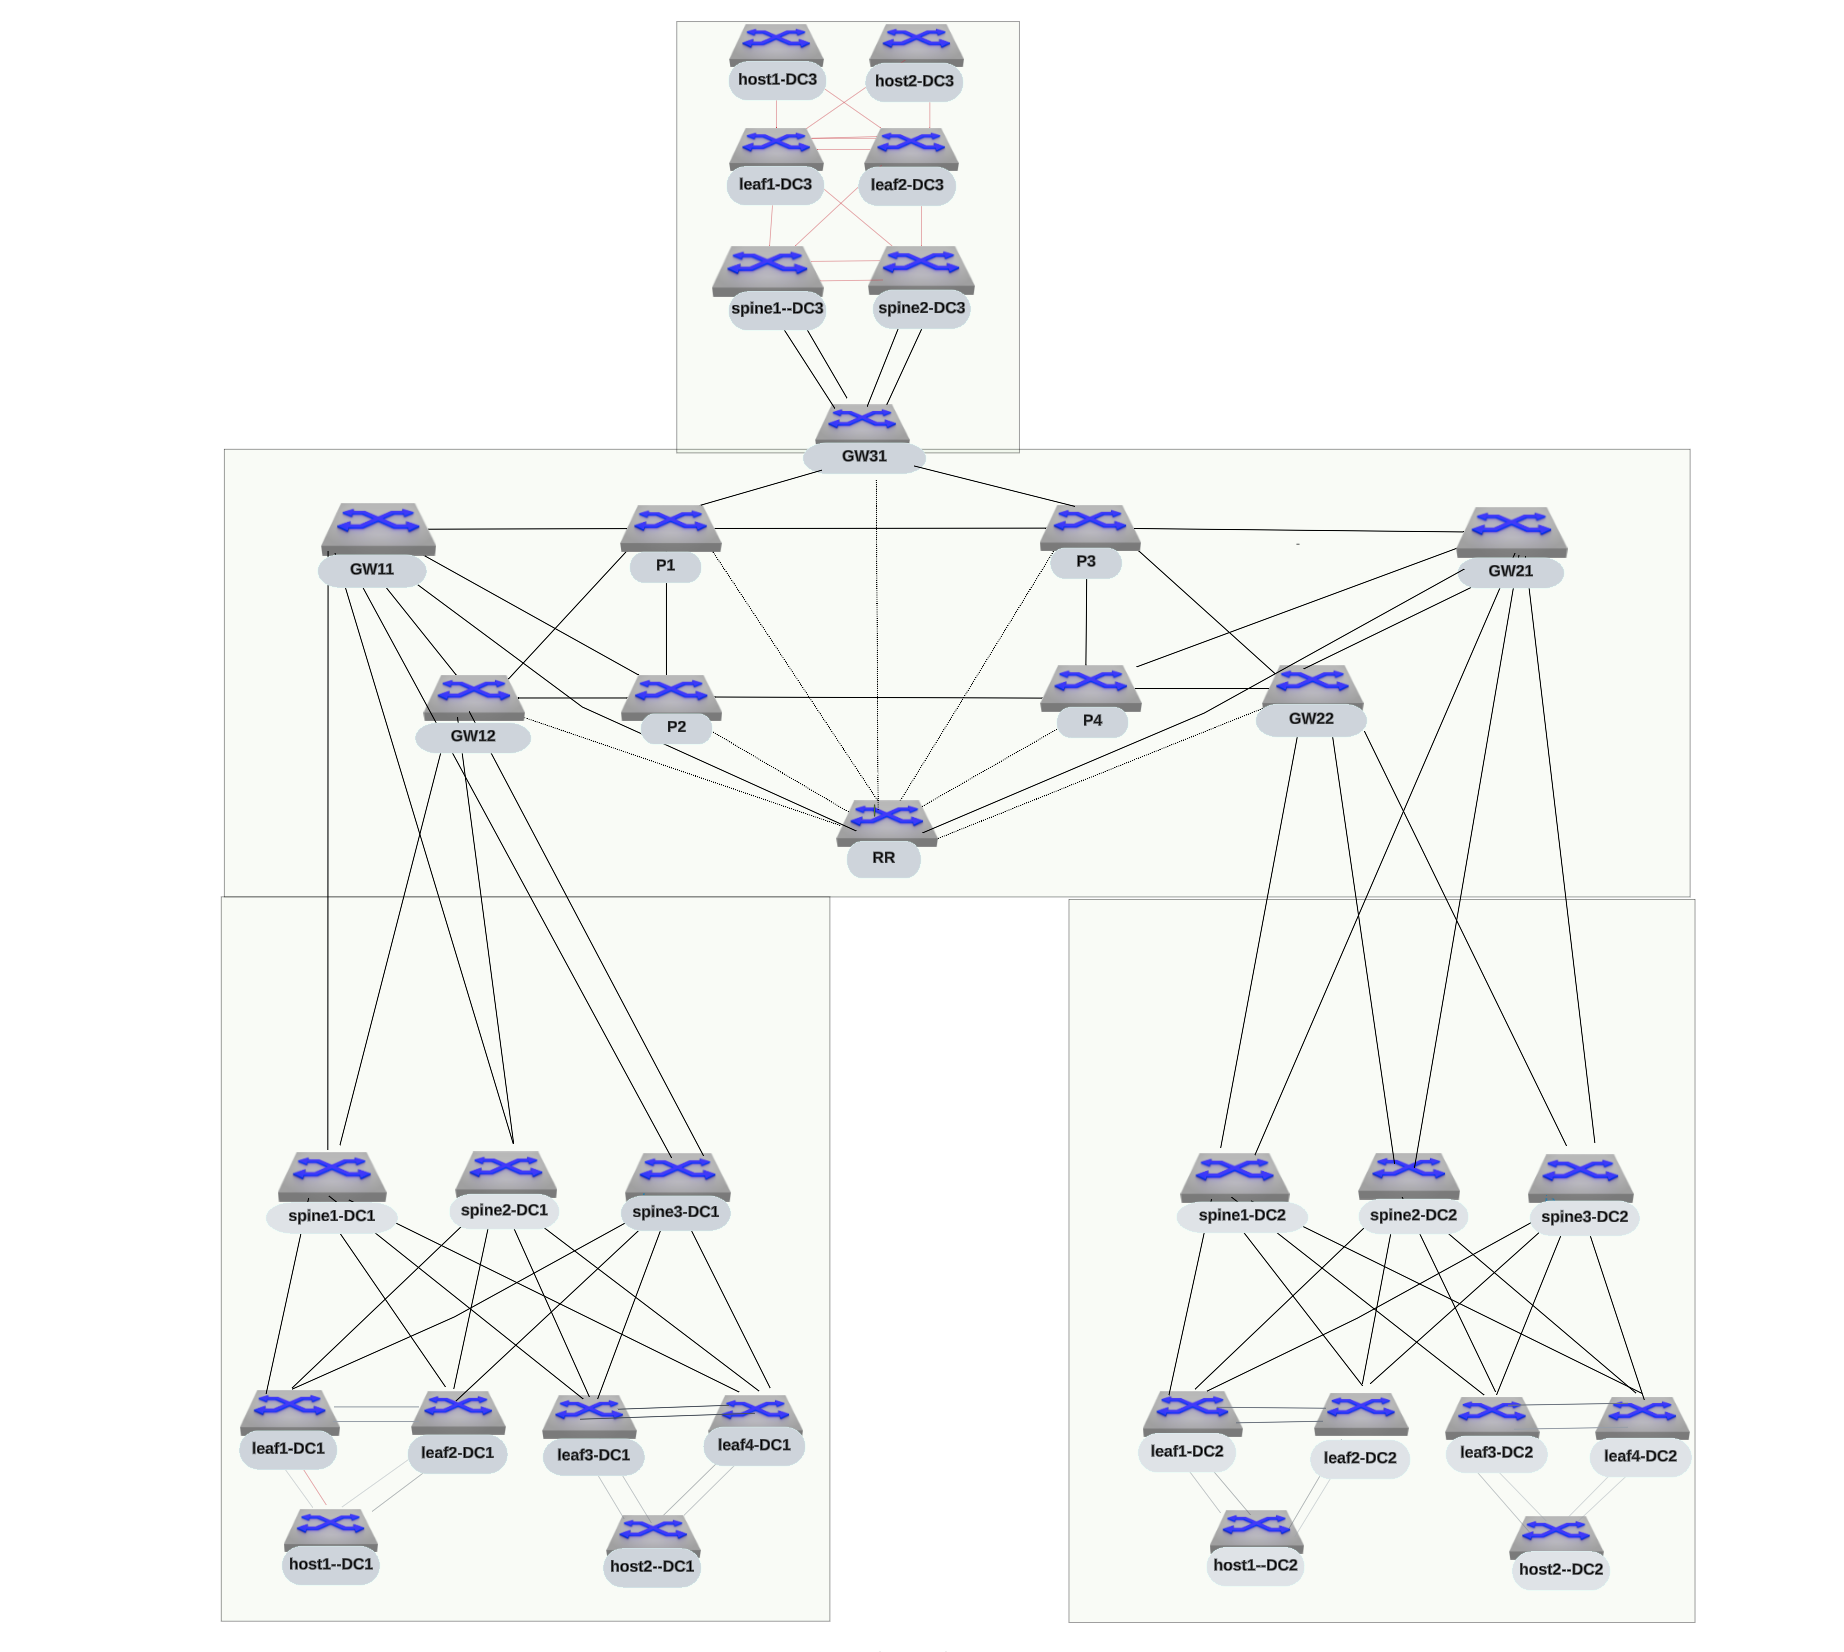 host1-DC3
host2-DC3
leaf1-DC3
leaf2-DC3
spine1--DC3
spine2-DC3
GW31
GW11
P1
P3
GW21
GW12
P2
P4
GW22
RR
spine1-DC1
spine2-DC1
spine3-DC1
spine1-DC2
spine2-DC2
spine3-DC2
leaf1-DC1
leaf2-DC1
leaf3-DC1
leaf4-DC1
leaf1-DC2
leaf2-DC2
leaf3-DC2
leaf4-DC2
host1--DC1
host2--DC1
host1--DC2
host2--DC2